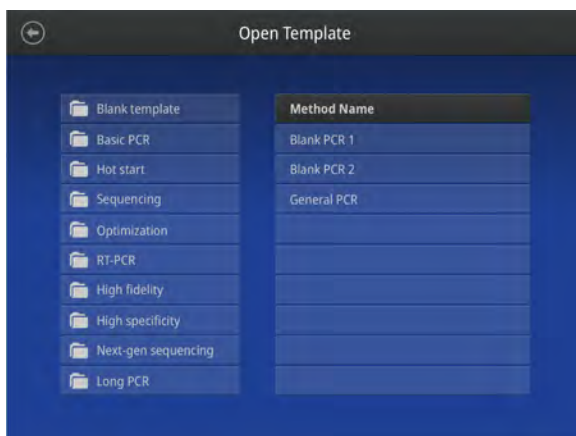 Open Template
Blank template
Basic PCR
Hot start
Sequencing
Optimization
RT-PCR
High fidelity
High specificity
Next-gen sequencing
Long PCR
Method Name
Blank PCR 1
Blank PCR 2
General PCR